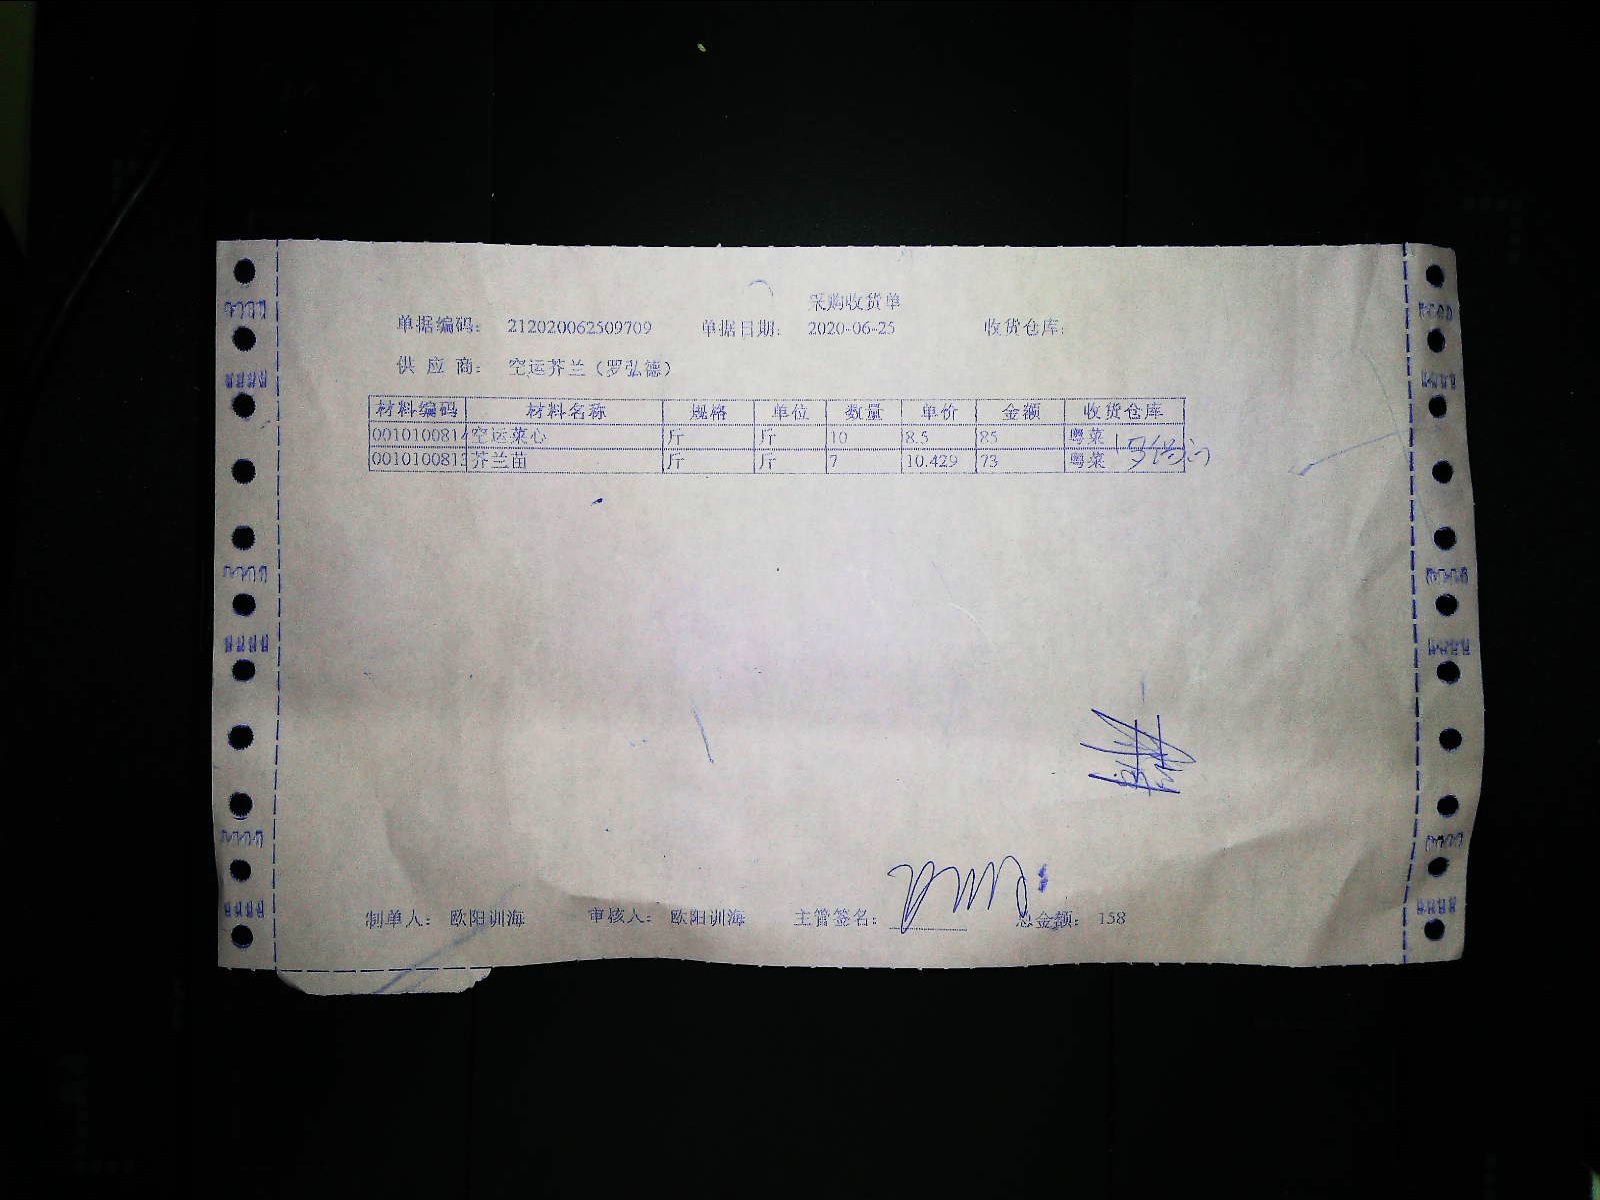 采购收货单
单据编码: 212020062509709 单据日期: 2020-06-25 收货仓库:
供应商: 空运芥兰（罗弘德）
材料编码 材料名称 规格 单位 数量 单价 金额 收货仓库
0010100814 空运菜心 斤 斤 10 8.5 85 粤菜
001010081 芥兰苗 斤 斤 7 10.429 73 粤菜
制单人: 欧阳训海 审核人: 欧阳训海 主管签名: 总金额: 158